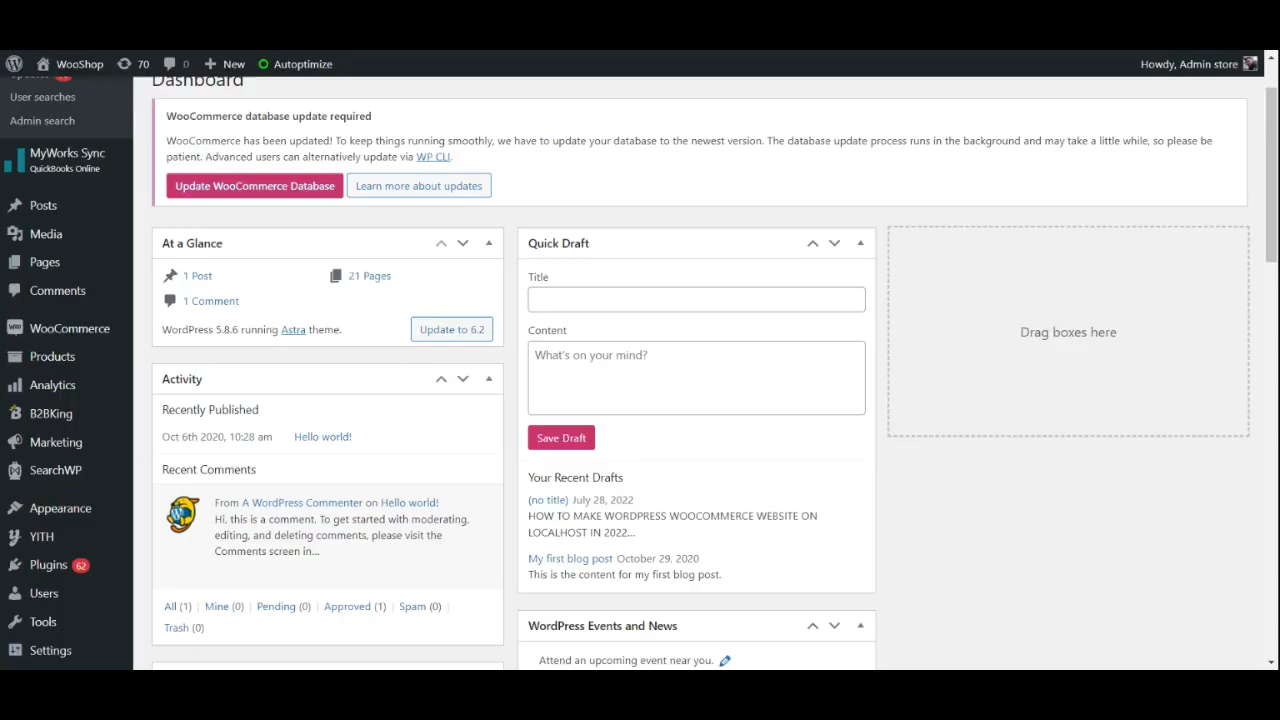 WooShop 70 0 New Autoptimize Howdy, Admin store
User searches
Admin search
MyWorks Sync
QuickBooks Online
Posts
Media
Pages
Comments
WooCommerce
Products
Analytics
B2BKing
Marketing
SearchWP
Appearance
YITH
Plugins 62
Users
Tools
Settings
Dashboard
WooCommerce database update required
WooCommerce has been updated! To keep things running smoothly, we have to update your database to the newest version. The database update process runs in the background and may take a little while, so please be
patient. Advanced users can alternatively update via WP CLI.
Update WooCommerce Database Learn more about updates
At a Glance
1 Post 21 Pages
1 Comment
WordPress 5.8.6 running Astra theme. Update to 6.2
Activity
Recently Published
Oct 6th 2020, 10:28 am Hello world!
Recent Comments
From A WordPress Commenter on Hello world!
Hi, this is a comment. To get started with moderating,
editing, and deleting comments, please visit the
Comments screen in...
All (1) | Mine (0) | Pending (0) | Approved (1) | Spam (0) |
Trash (0)
Quick Draft
Title
Content
What's on your mind?
Save Draft
Your Recent Drafts
(no title) July 28, 2022
HOW TO MAKE WORDPRESS WOOCOMMERCE WEBSITE ON
LOCALHOST IN 2022...
My first blog post October 29, 2020
This is the content for my first blog post.
WordPress Events and News
Attend an upcoming event near you.
Drag boxes here